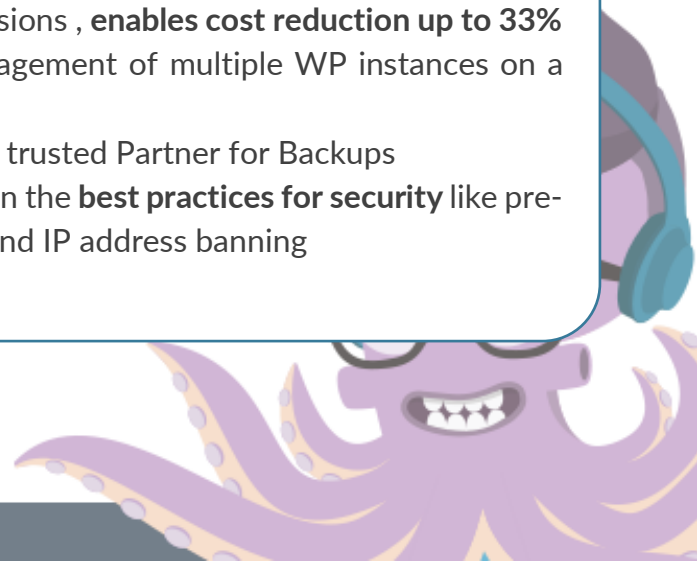 sions , enables cost reduction up to 33%
agement of multiple WP instances on a
trusted Partner for Backups
n the best practices for security like pre-
nd IP address banning